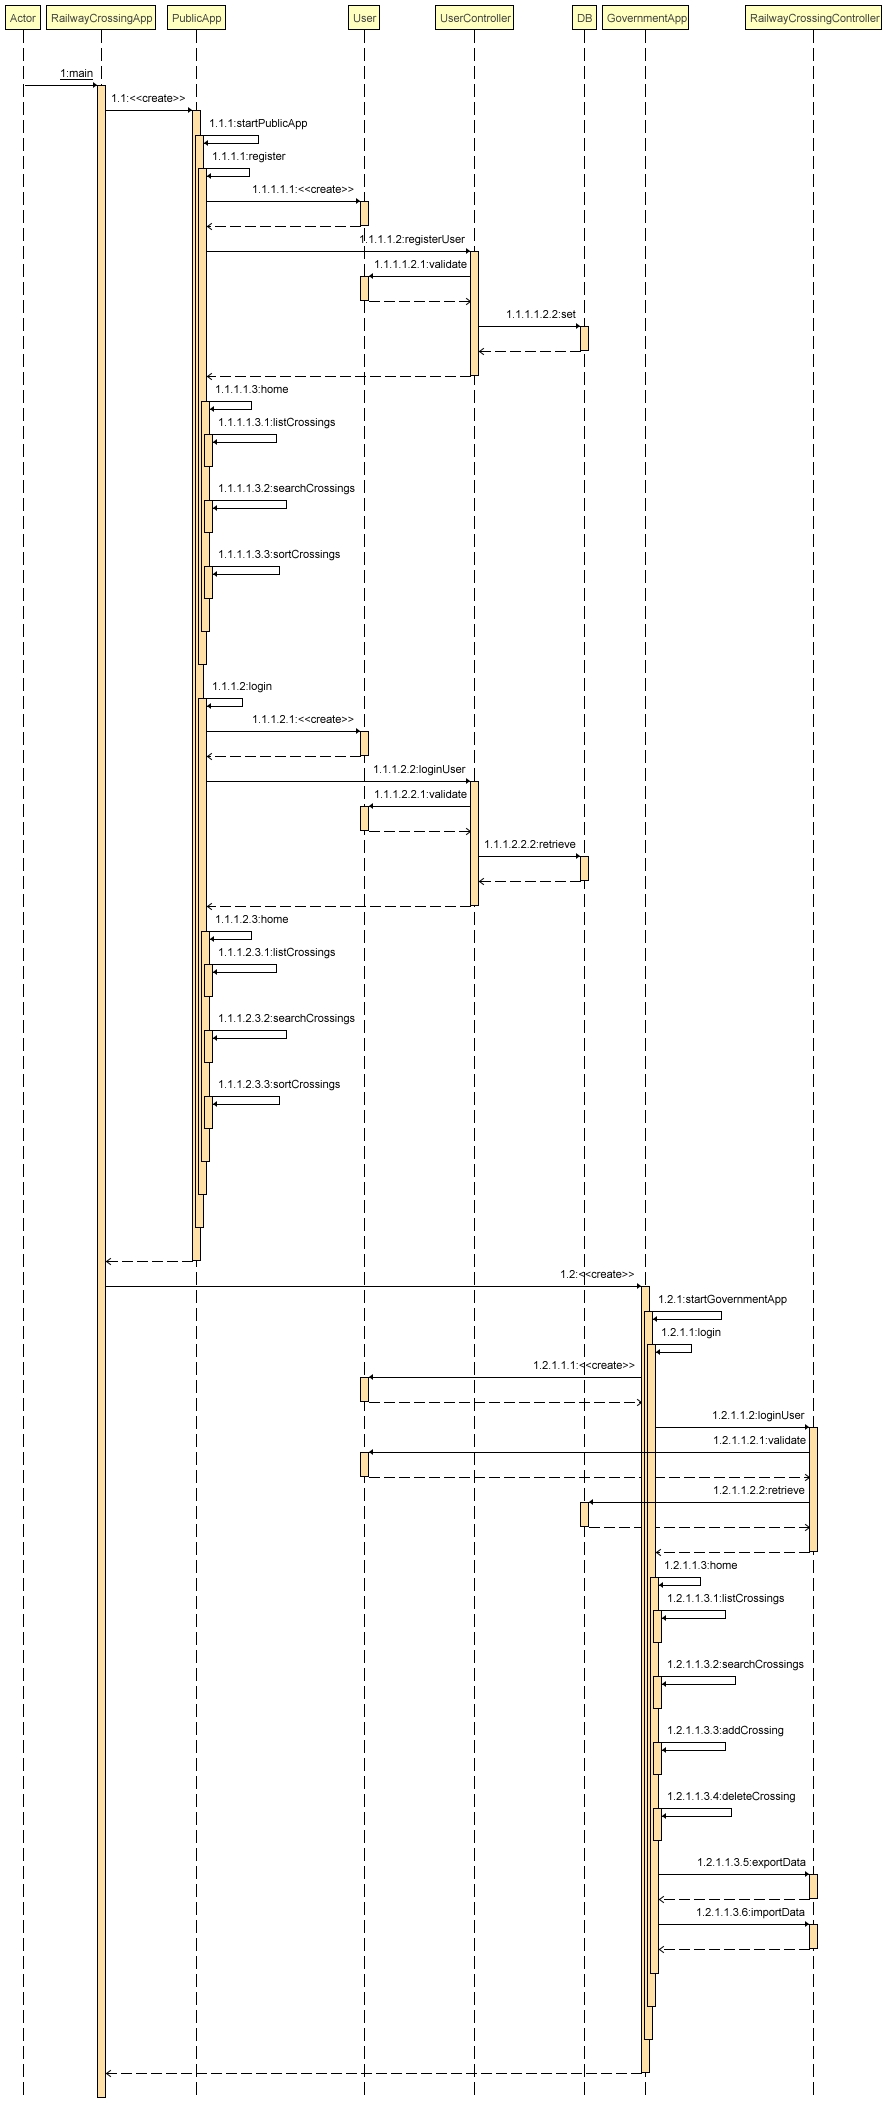 Actor RailwayCrossingApp PublicApp User UserController DB GovernmentApp RailwayCrossingController
1:main
1.1:<<create>>
1.1.1:startPublicApp
1.1.1.1:register
1.1.1.1.1:<<create>>
1.1.1.1.2:registerUser
1.1.1.1.2.1:validate
1.1.1.1.2.2:set
1.1.1.1.3:home
1.1.1.1.3.1:listCrossings
1.1.1.1.3.2:searchCrossings
1.1.1.1.3.3:sortCrossings
1.1.1.2:login
1.1.1.2.1:<<create>>
1.1.1.2.2:loginUser
1.1.1.2.2.1:validate
1.1.1.2.2.2:retrieve
1.1.1.2.3:home
1.1.1.2.3.1:listCrossings
1.1.1.2.3.2:searchCrossings
1.1.1.2.3.3:sortCrossings
1.2:<<create>>
1.2.1:startGovernmentApp
1.2.1.1:login
1.2.1.1.1:<<create>>
1.2.1.1.2:loginUser
1.2.1.1.2.1:validate
1.2.1.1.2.2:retrieve
1.2.1.1.3:home
1.2.1.1.3.1:listCrossings
1.2.1.1.3.2:searchCrossings
1.2.1.1.3.3:addCrossing
1.2.1.1.3.4:deleteCrossing
1.2.1.1.3.5:exportData
1.2.1.1.3.6:importData